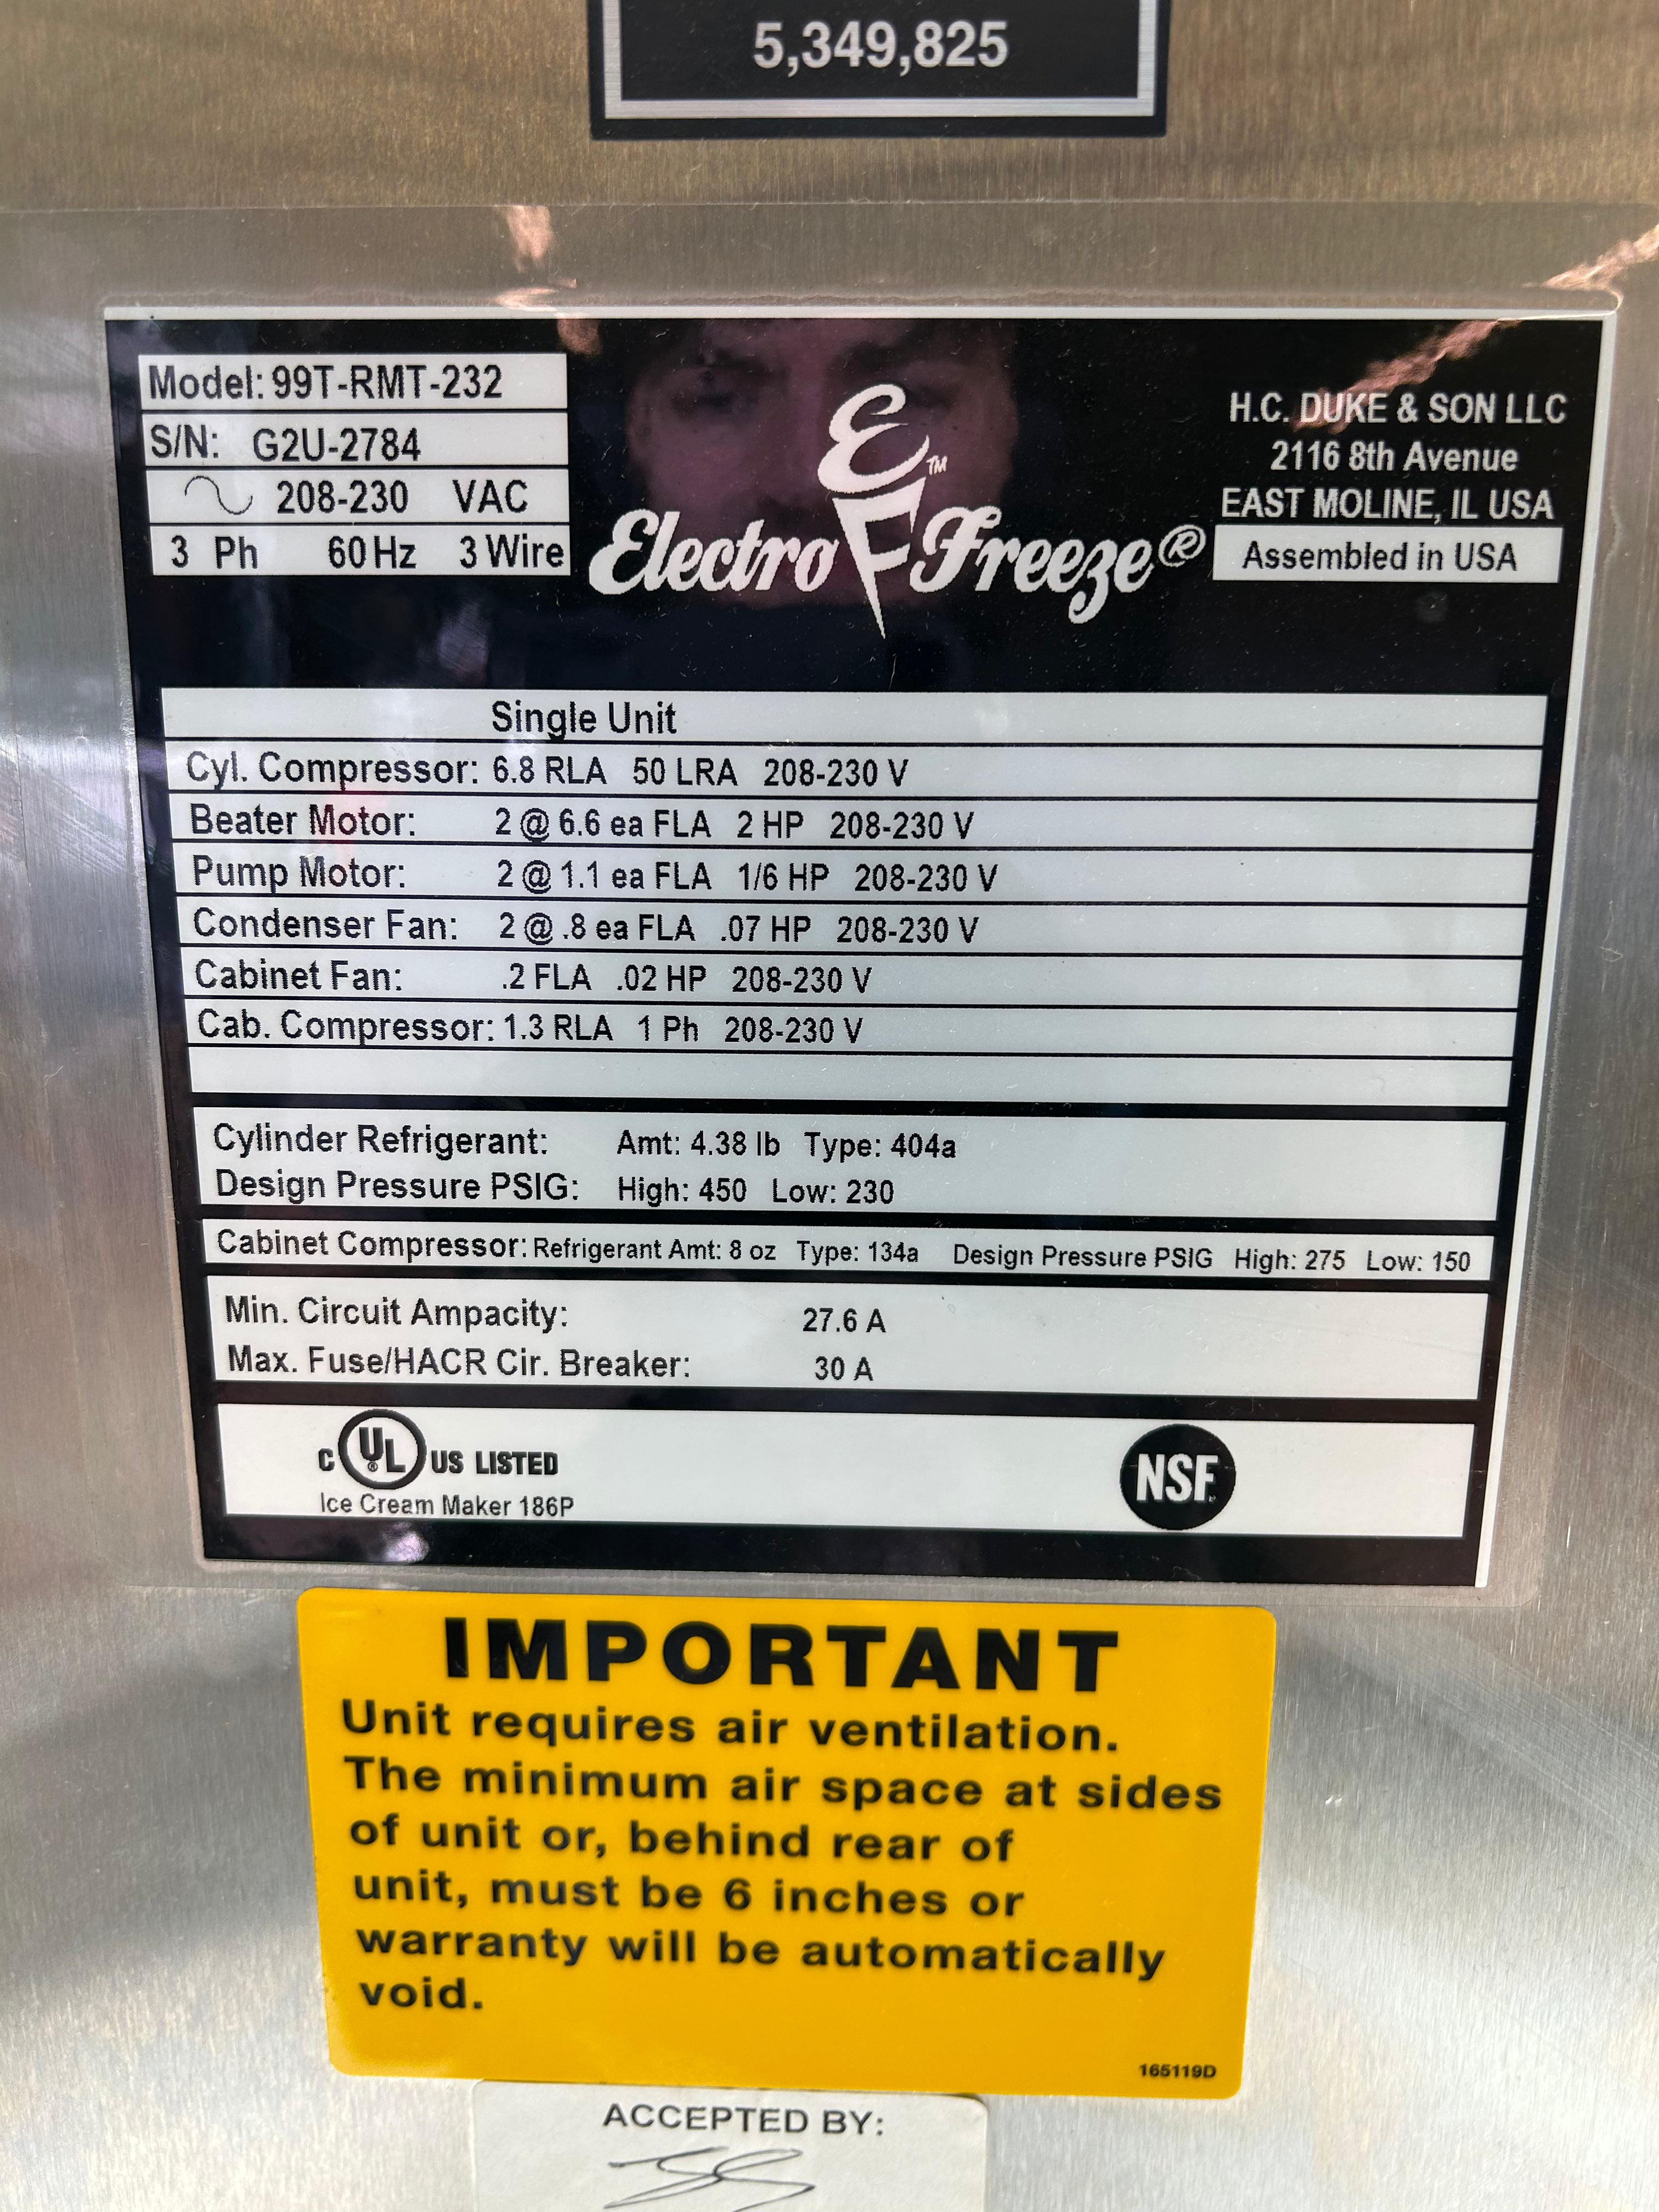 5,349,825
Model: 99T-RMT-232
S/N: G2U-2784
208-230 VAC
3 Ph 60 Hz 3 Wire
E™
F
Electro Freeze®
H.C. DUKE & SON LLC
2116 8th Avenue
EAST MOLINE, IL USA
Assembled in USA
Single Unit
Cyl. Compressor: 6.8 RLA 50 LRA 208-230 V
Beater Motor: 2 @ 6.6 ea FLA 2 HP 208-230 V
Pump Motor: 2 @ 1.1 ea FLA 1/6 HP 208-230 V
Condenser Fan: 2 @ .8 ea FLA .07 HP 208-230 V
Cabinet Fan: .2 FLA .02 HP 208-230 V
Cab. Compressor: 1.3 RLA 1 Ph 208-230 V
Cylinder Refrigerant: Amt: 4.38 lb Type: 404a
Design Pressure PSIG: High: 450 Low: 230
Cabinet Compressor: Refrigerant Amt: 8 oz Type: 134a Design Pressure PSIG High: 275 Low: 150
Min. Circuit Ampacity: 27.6 A
Max. Fuse/HACR Cir. Breaker: 30 A
C UL® US LISTED
Ice Cream Maker 186P
NSF
IMPORTANT
Unit requires air ventilation.
The minimum air space at sides
of unit or, behind rear of
unit, must be 6 inches or
warranty will be automatically
void.
165119D
ACCEPTED BY: